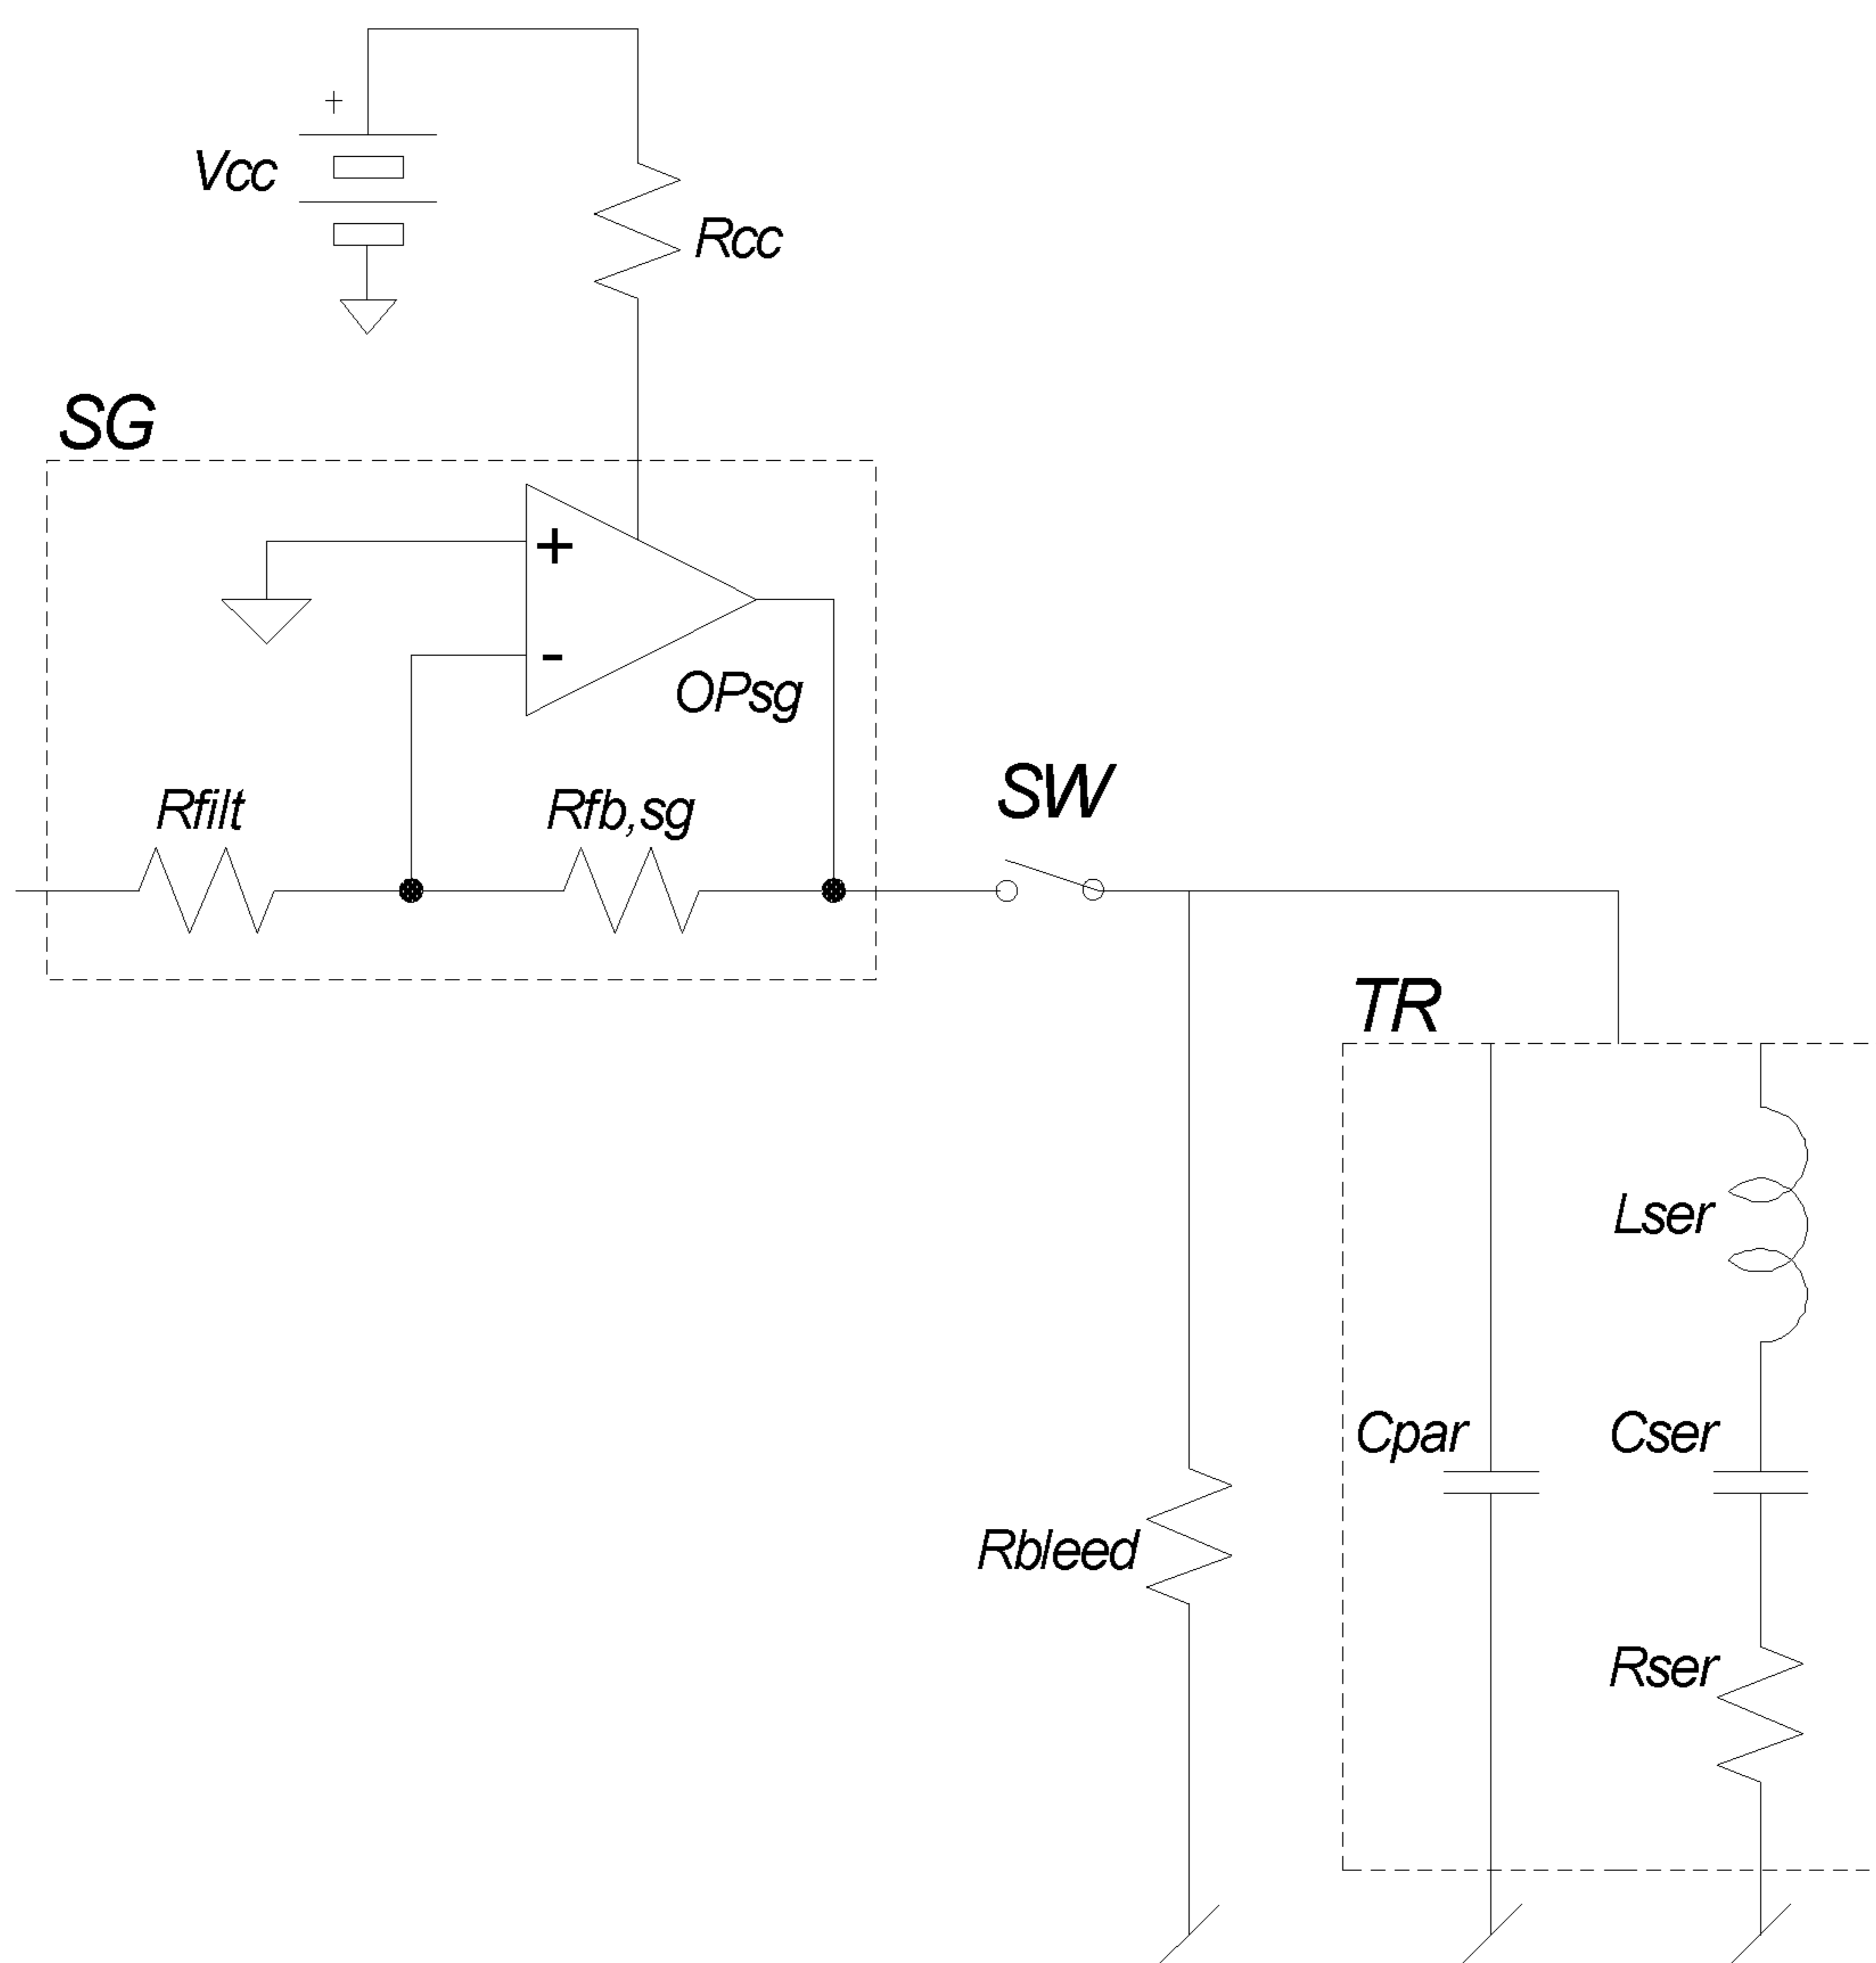 +
Vcc
Rcc
SG
+
-
OPsg
Rfilt
Rfb,sg
SW
TR
Lser
Cpar
Cser
Rbleed
Rser